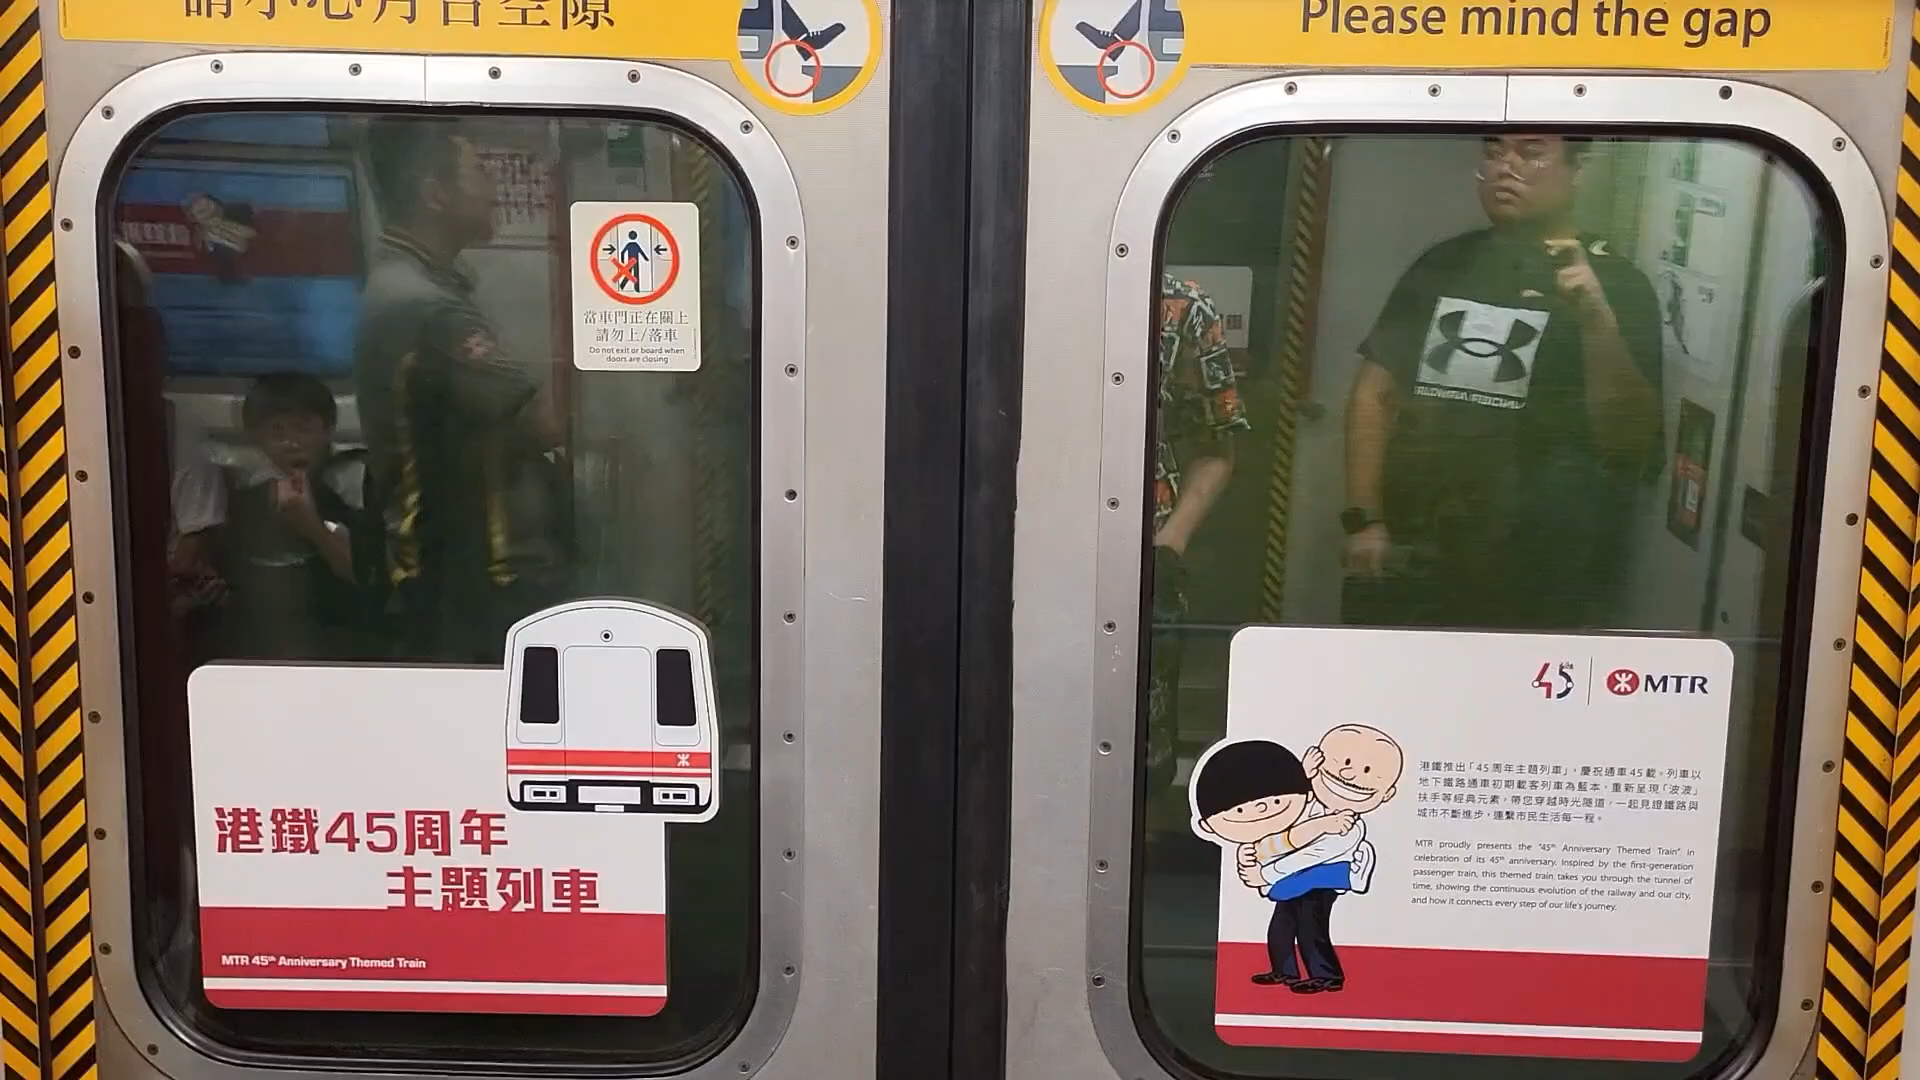 請小心月台空隙
Please mind the gap
當車門正在關上
請勿上/落車
Do not exit or board when
doors are closing
港鐵45周年
主題列車
MTR 45th Anniversary Themed Train
45
MTR
港鐵推出「45周年主題列車」，慶祝通車45載。列車以
地下鐵路通車初期載客列車為藍本，重新呈現「波波」
扶手等經典元素，帶您穿越時光隧道，一起見證鐵路與
城市不斷進步，連繫市民生活每一程。
MTR proudly presents the "45th Anniversary Themed Train" in
celebration of its 45th anniversary. Inspired by the first-generation
passenger train, this themed train takes you through the tunnel of
time, showing the continuous evolution of the railway and our city,
and how it connects every step of our life's journey.